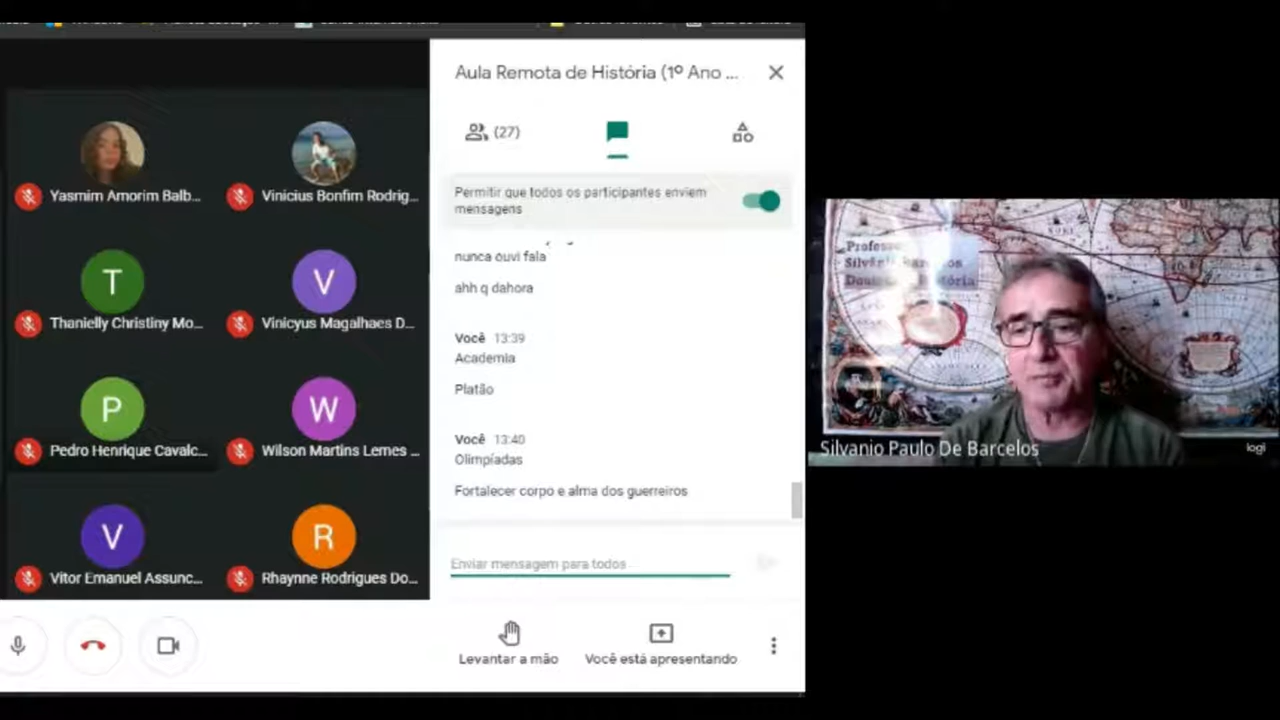 Aula Remota de História (1º Ano ...
(27)
Permitir que todos os participantes enviem
mensagens
nunca ouvi fala
ahh q dahora
Você 13:39
Academia
Platão
Você 13:40
Olimpíadas
Fortalecer corpo e alma dos guerreiros
Enviar mensagem para todos
Levantar a mão
Você está apresentando
Yasmim Amorim Balb...
Vinicius Bonfim Rodrig...
T
Thanielly Christiny Mo...
V
Vinicyus Magalhaes D...
P
Pedro Henrique Cavalc...
W
Wilson Martins Lemes ...
V
Vitor Emanuel Assunc...
R
Rhaynne Rodrigues Do...
Silvanio Paulo De Barcelos
logi